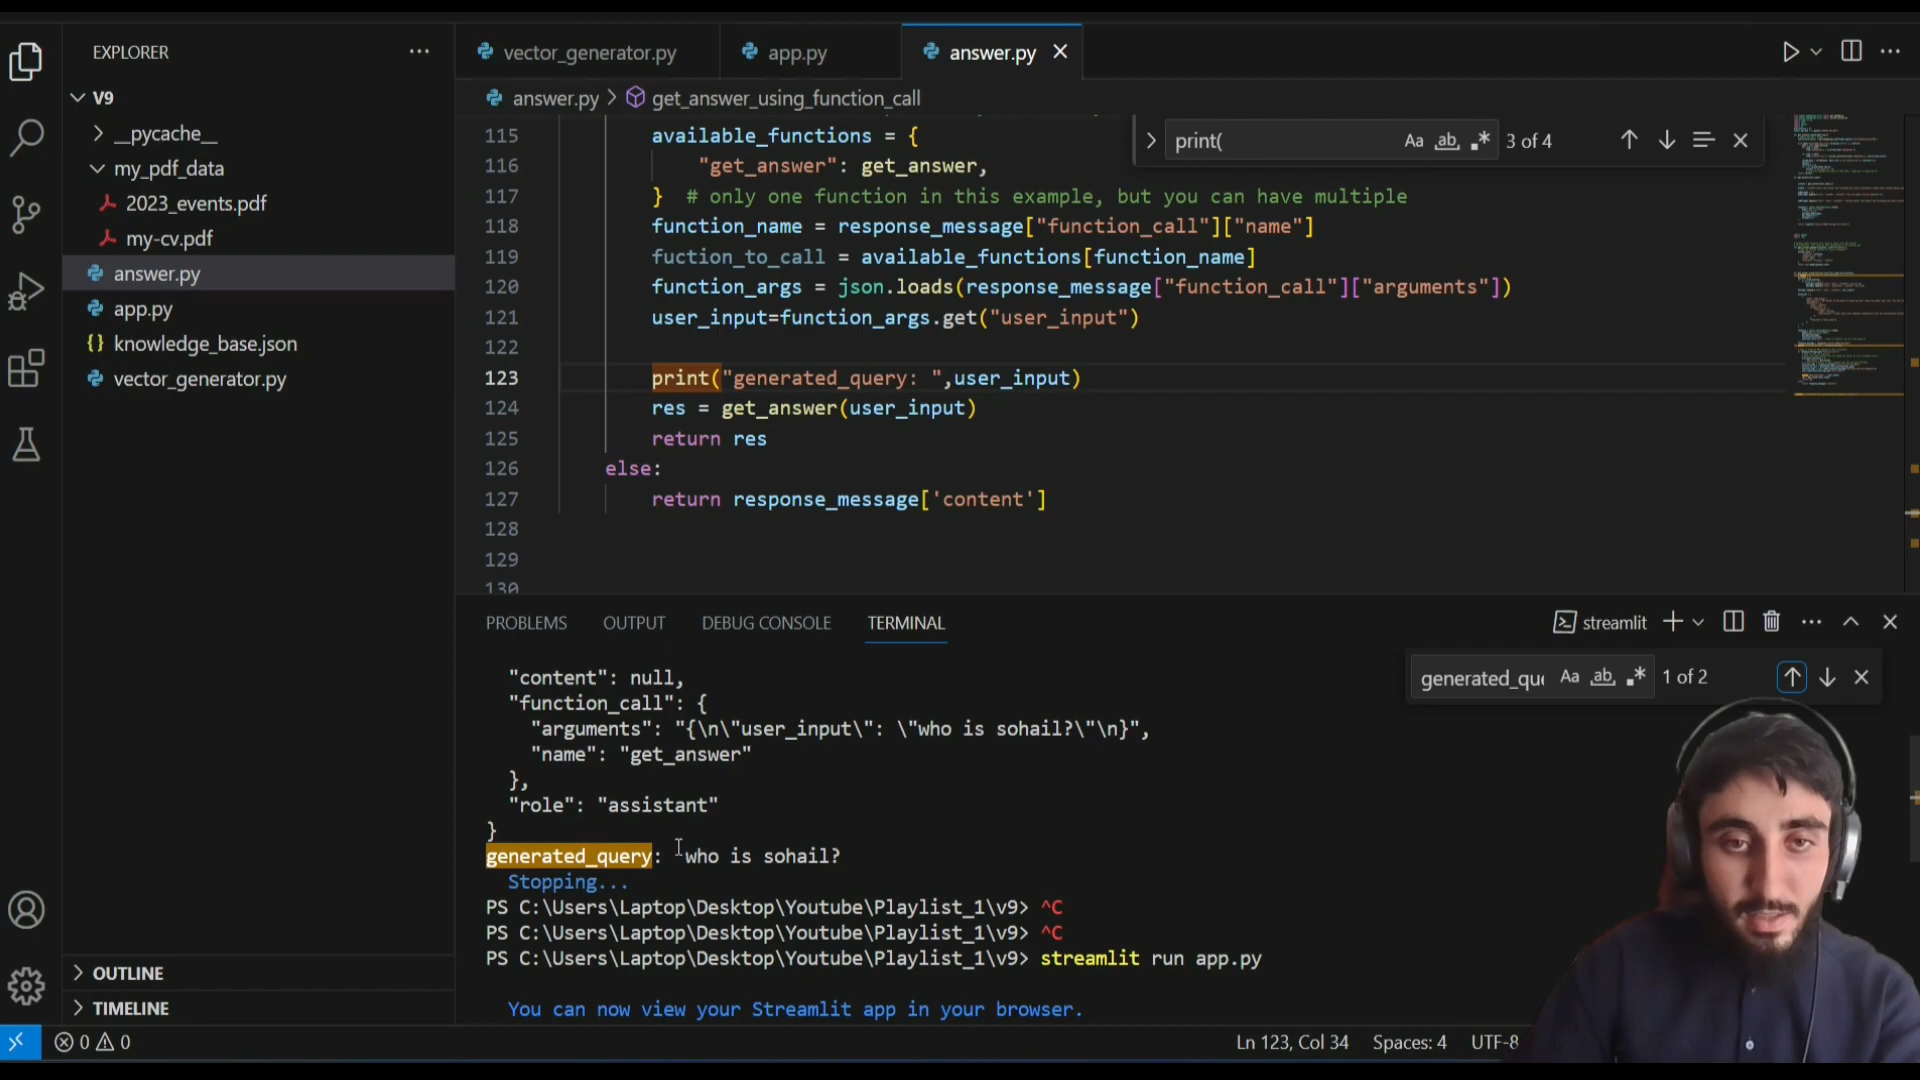 EXPLORER
V9
__pycache__
my_pdf_data
2023_events.pdf
my-cv.pdf
answer.py
app.py
knowledge_base.json
vector_generator.py
OUTLINE
TIMELINE
vector_generator.py
app.py
answer.py
answer.py > get_answer_using_function_call
print(
Aa ab 3 of 4
115 available_functions = {
116 "get_answer": get_answer,
117 } # only one function in this example, but you can have multiple
118 function_name = response_message["function_call"]["name"]
119 fuction_to_call = available_functions[function_name]
120 function_args = json.loads(response_message["function_call"]["arguments"])
121 user_input=function_args.get("user_input")
122
123 print("generated_query: ",user_input)
124 res = get_answer(user_input)
125 return res
126 else:
127 return response_message['content']
128
129
130
PROBLEMS OUTPUT DEBUG CONSOLE TERMINAL
streamlit
generated_que Aa ab 1 of 2
"content": null,
"function_call": {
"arguments": "{\n\"user_input\": \"who is sohail?\"\n}",
"name": "get_answer"
},
"role": "assistant"
}
generated_query: who is sohail?
Stopping...
PS C:\Users\Laptop\Desktop\Youtube\Playlist_1\v9> ^C
PS C:\Users\Laptop\Desktop\Youtube\Playlist_1\v9> ^C
PS C:\Users\Laptop\Desktop\Youtube\Playlist_1\v9> streamlit run app.py
You can now view your Streamlit app in your browser.
0 0
Ln 123, Col 34 Spaces: 4 UTF-8